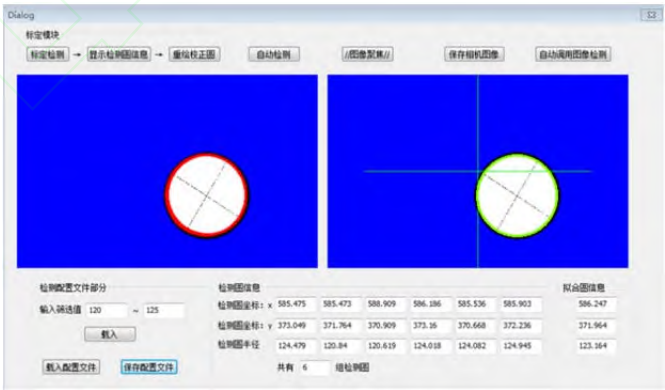 Dialog
标定模块
标定检测 → 显示检测圆信息 → 重绘校正圆 自动检测 //图像聚焦// 保存相机图像 自动调用图像检测
检测配置文件部分 检测圆信息 拟合圆信息
输入筛选值 120 ~ 125
检测圆坐标: x 585.475 585.473 588.909 586.186 585.536 585.903 586.247
检测圆坐标: y 373.049 371.764 370.909 373.16 370.668 372.236 371.964
载入
检测圆半径 124.479 120.84 120.619 124.018 124.082 124.945 123.164
载入配置文件 保存配置文件 共有 6 组检测圆